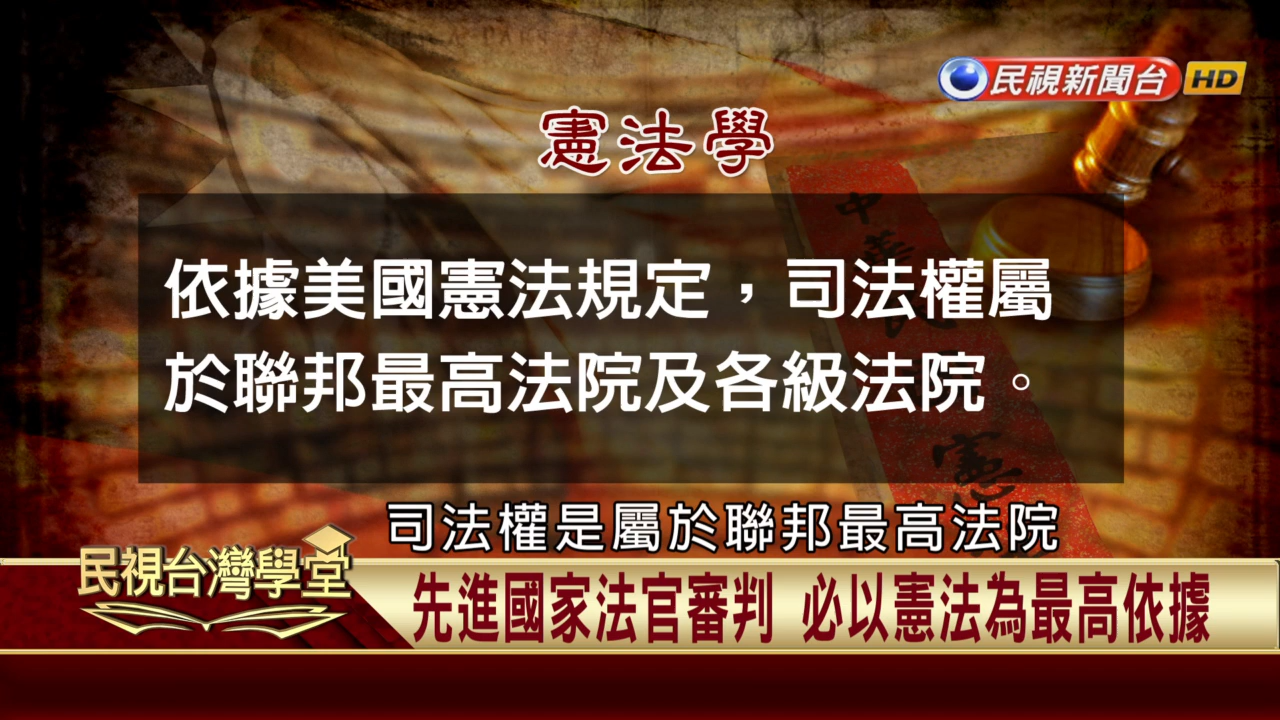 民視新聞台 HD
憲法學
依據美國憲法規定，司法權屬
於聯邦最高法院及各級法院。
司法權是屬於聯邦最高法院
民視台灣學堂
先進國家法官審判 必以憲法為最高依據